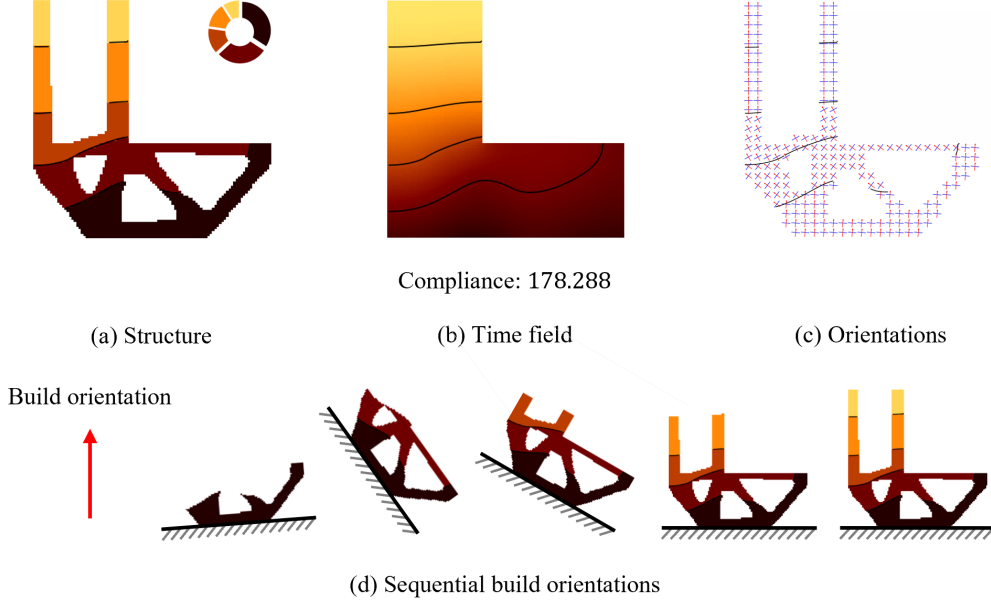 Compliance: 178.288
(a) Structure
(b) Time field
(c) Orientations
Build orientation
(d) Sequential build orientations